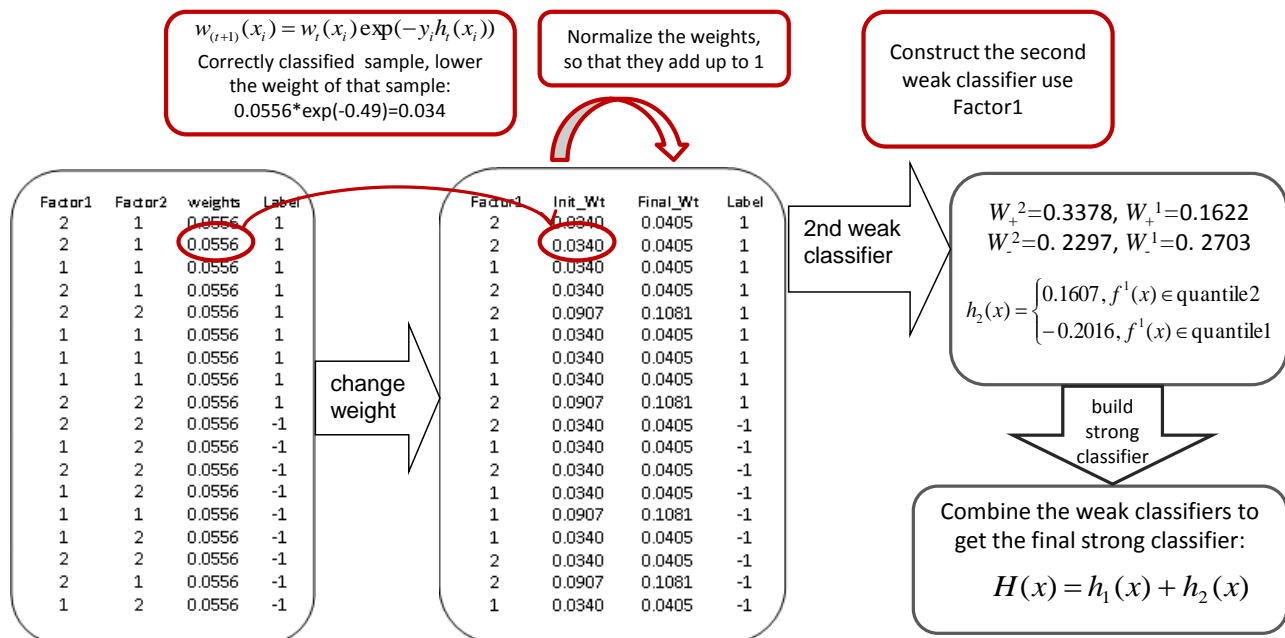 w_(t+1)(x_i) = w_t(x_i) exp(−y_i h_t(x_i))
Correctly classified sample, lower
the weight of that sample:
0.0556*exp(-0.49)=0.034
Normalize the weights,
so that they add up to 1
Construct the second
weak classifier use
Factor1
Factor1 Factor2 weights Label
2 1 0.0556 1
2 1 0.0556 1
1 1 0.0556 1
2 1 0.0556 1
2 2 0.0556 1
1 1 0.0556 1
1 1 0.0556 1
1 1 0.0556 1
2 2 0.0556 1
2 2 0.0556 -1
1 2 0.0556 -1
2 2 0.0556 -1
1 2 0.0556 -1
1 1 0.0556 -1
1 2 0.0556 -1
2 2 0.0556 -1
2 1 0.0556 -1
1 2 0.0556 -1
change
weight
Factor1 Init_Wt Final_Wt Label
2 0.0340 0.0405 1
2 0.0340 0.0405 1
1 0.0340 0.0405 1
2 0.0340 0.0405 1
2 0.0907 0.1081 1
1 0.0340 0.0405 1
1 0.0340 0.0405 1
1 0.0340 0.0405 1
2 0.0907 0.1081 1
2 0.0340 0.0405 -1
1 0.0340 0.0405 -1
2 0.0340 0.0405 -1
1 0.0340 0.0405 -1
1 0.0907 0.1081 -1
1 0.0340 0.0405 -1
2 0.0340 0.0405 -1
2 0.0907 0.1081 -1
1 0.0340 0.0405 -1
2nd weak
classifier
W_+^2=0.3378, W_+^1=0.1622
W_-^2=0. 2297, W_-^1=0. 2703
h_2(x) = { 0.1607, f^1(x) ∈ quantile2
−0.2016, f^1(x) ∈ quantile1
build
strong
classifier
Combine the weak classifiers to
get the final strong classifier:
H(x) = h_1(x) + h_2(x)